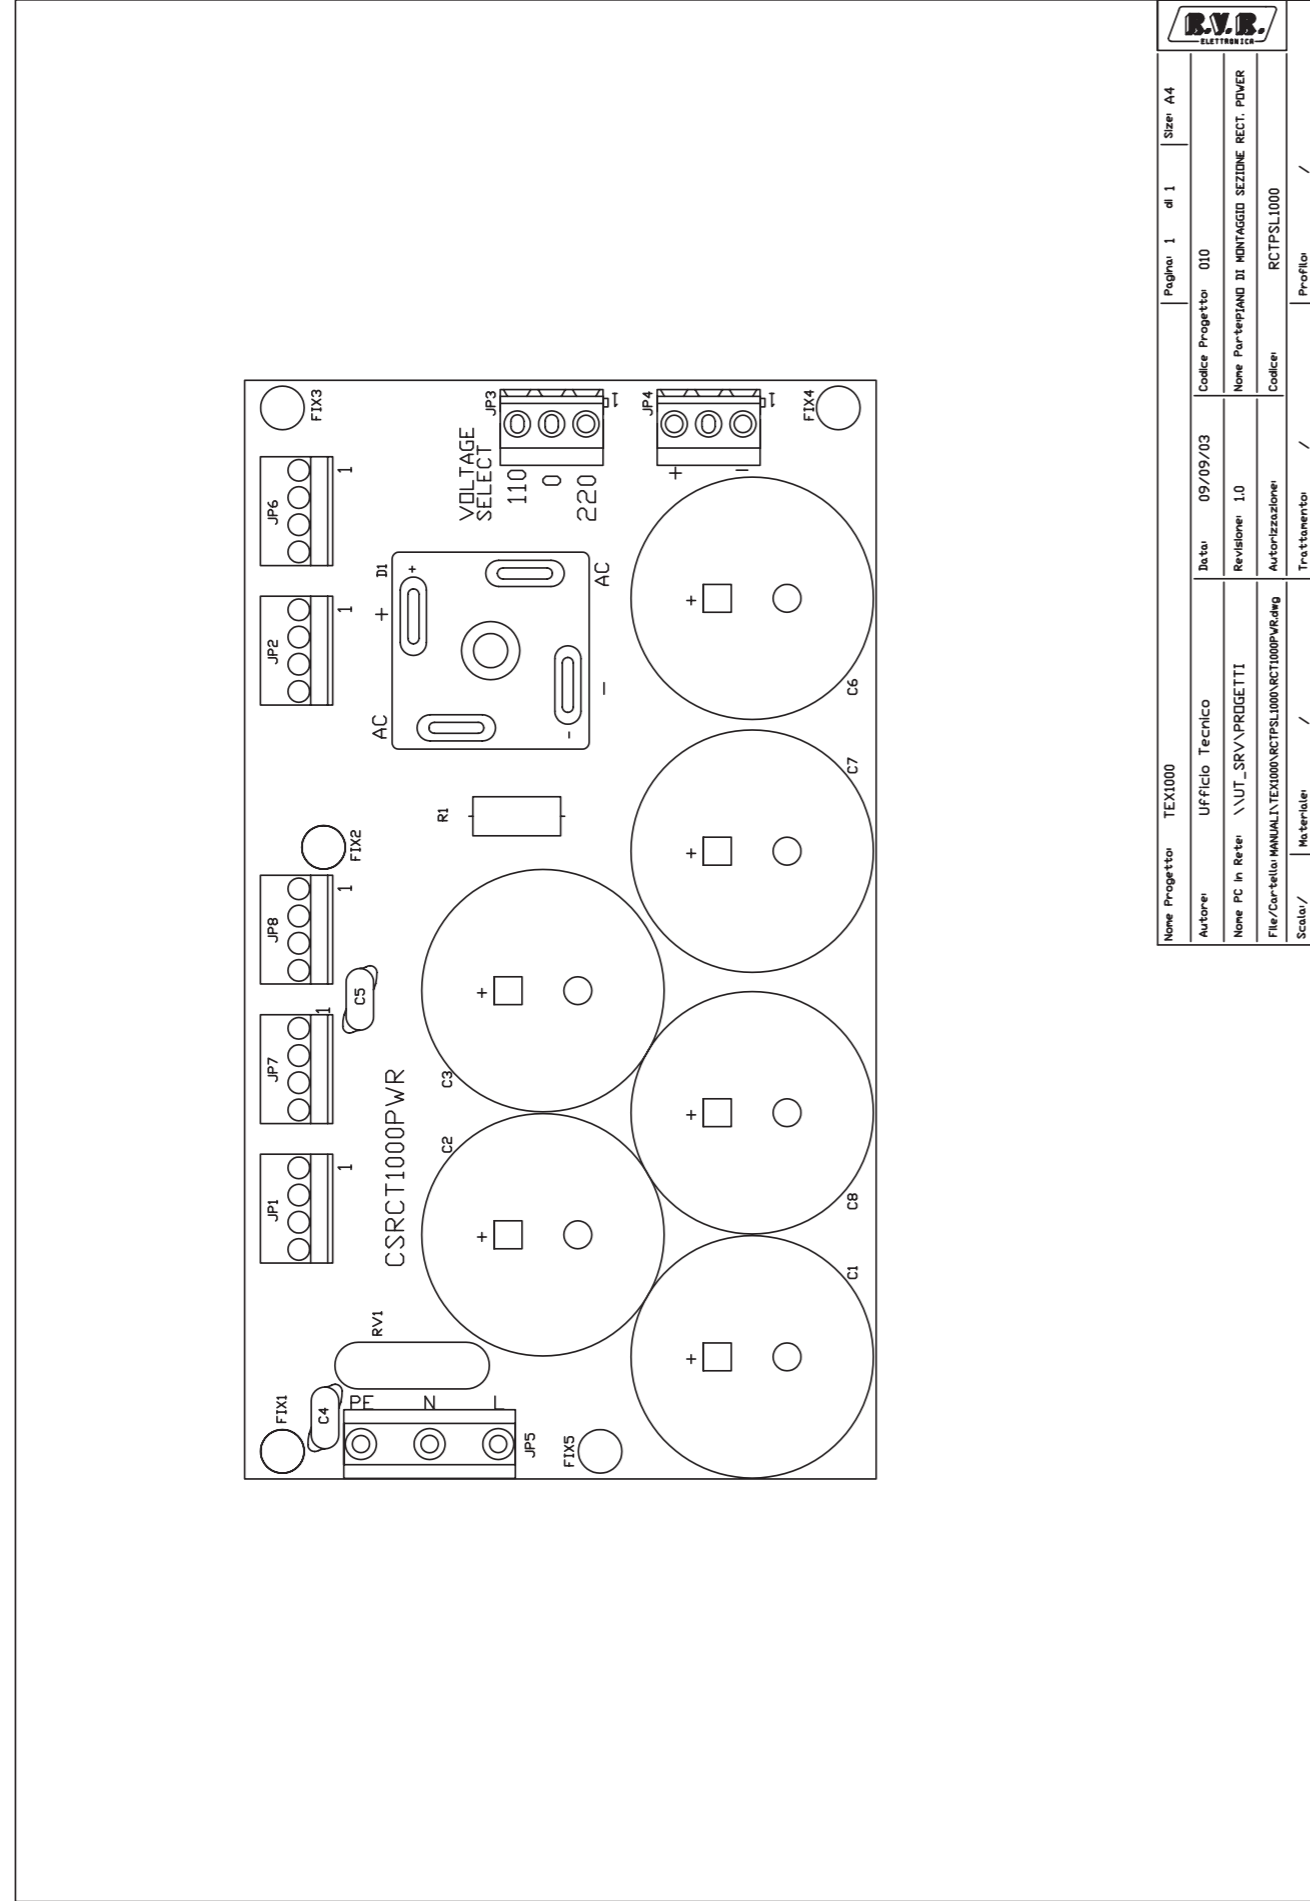 R.V.R.
ELETTRONICA
Nome Progetto: TEX1000
Pagina: 1 di 1
Size: A4
Autore: Ufficio Tecnico
Data: 09/09/03
Codice Progetto: 010
Nome PC in Rete: \\UT_SRV\PROGETTI
Revisione: 1.0
Nome Parte:PIANO DI MONTAGGIO SEZIONE RECT. POWER
File/Cartella: MANUALI\TEX1000\RCTPSL1000\RCT1000PWR.dwg
Autorizzazione:
Codice: RCTPSL1000
Scala:/
Materiale: /
Trattamento: /
Profilo: /
FIX3
JP3
1
JP4
1
FIX4
VOLTAGE
SELECT
110
0
220
+
-
JP6
1
D1
+
+
AC
JP2
1
AC
-
-
+
C6
R1
FIX2
+
C7
JP8
1
C5
+
C3
JP7
1
CSRCT1000PWR
+
C8
C2
+
JP1
1
C1
+
RV1
FIX1
C4
PE
N
L
JP5
FIX5